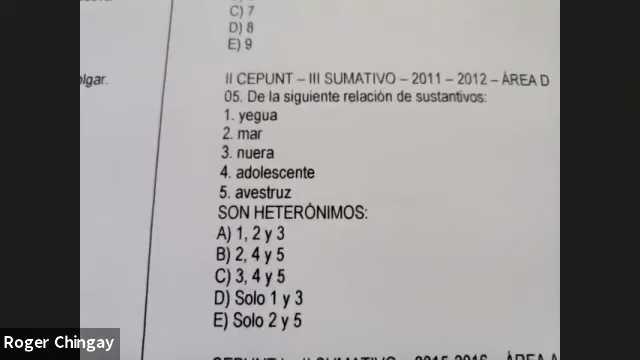 C) 7
D) 8
E) 9
lgar.
II CEPUNT – III SUMATIVO – 2011 – 2012 – ÁREA D
05. De la siguiente relación de sustantivos:
1. yegua
2. mar
3. nuera
4. adolescente
5. avestruz
SON HETERÓNIMOS:
A) 1, 2 y 3
B) 2, 4 y 5
C) 3, 4 y 5
D) Solo 1 y 3
E) Solo 2 y 5
Roger Chingay